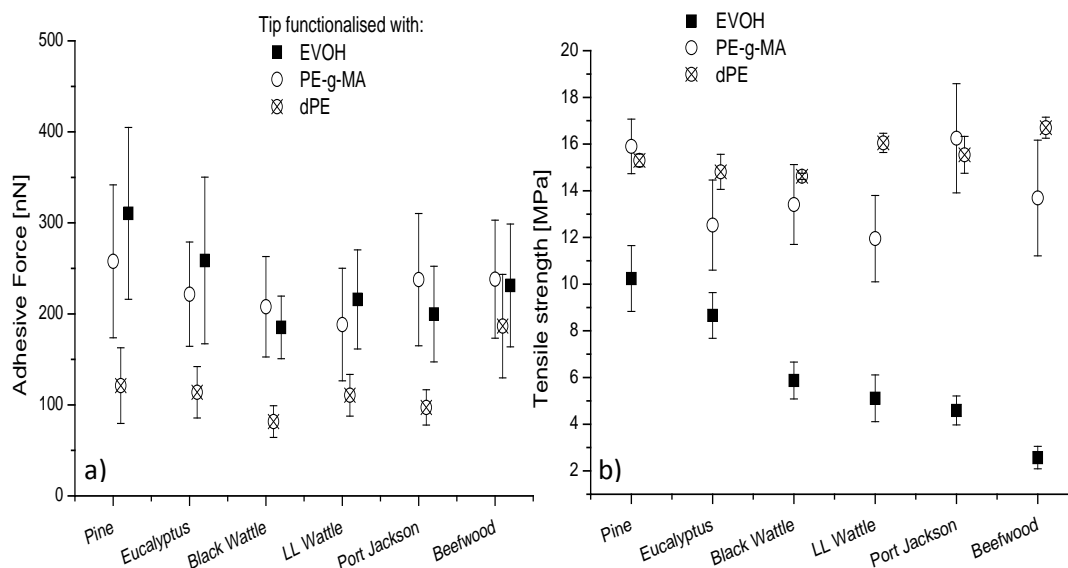 Tip functionalised with:
EVOH
PE-g-MA
dPE
Adhesive Force [nN]
500
400
300
200
100
0
a)
Pine
Eucalyptus
Black Wattle
LL Wattle
Port Jackson
Beefwood
EVOH
PE-g-MA
dPE
Tensile strength [MPa]
20
18
16
14
12
10
8
6
4
2
b)
Pine
Eucalyptus
Black Wattle
LL Wattle
Port Jackson
Beefwood